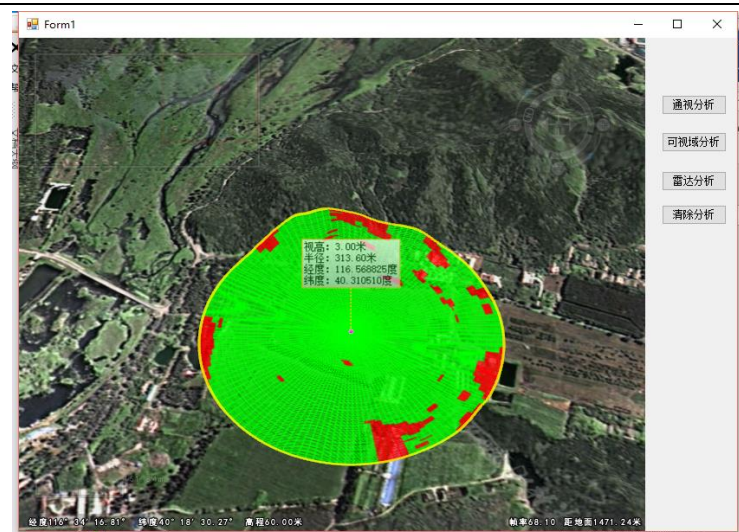 Form1
通视分析
可视域分析
雷达分析
清除分析
视高: 3.00米
半径: 313.60米
经度: 116.568825度
纬度: 40.310510度
经度116° 34' 16.81" 纬度40° 18' 30.27" 高程60.00米
帧率68.10 距地面1471.24米